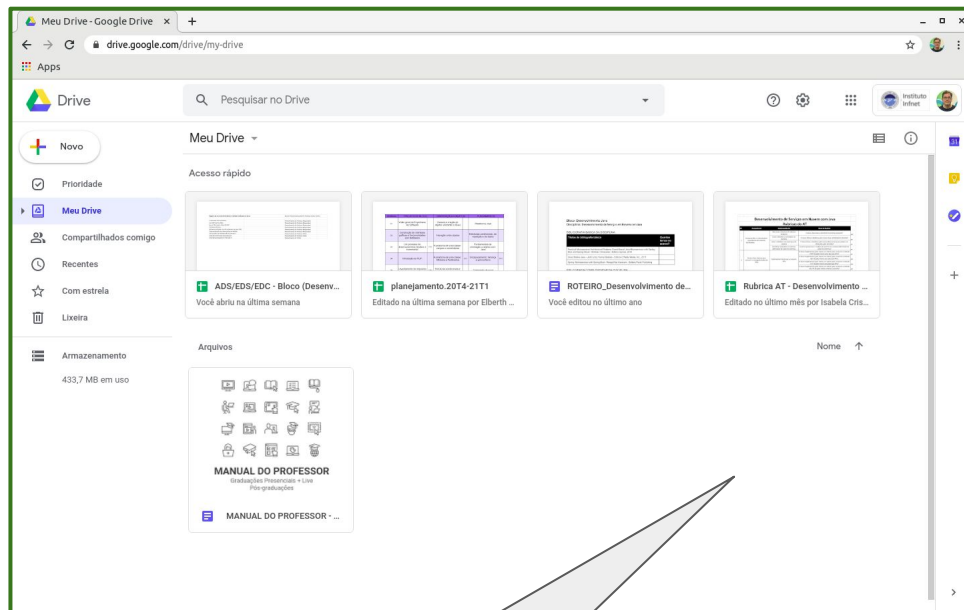 Meu Drive - Google Drive
drive.google.com/drive/my-drive
Apps
Drive
Pesquisar no Drive
Instituto
Infnet
Novo
Meu Drive
Prioridade
Meu Drive
Compartilhados comigo
Recentes
Com estrela
Lixeira
Armazenamento
433,7 MB em uso
Acesso rápido
ADS/EDS/EDC - Bloco (Desenv...
Você abriu na última semana
planejamento.20T4-21T1
Editado na última semana por Elberth ...
ROTEIRO_Desenvolvimento de...
Você editou no último ano
Rubrica AT - Desenvolvimento ...
Editado no último mês por Isabela Cris...
Arquivos
Nome
MANUAL DO PROFESSOR
Graduações Presenciais + Live
Pós-graduações
MANUAL DO PROFESSOR - ...